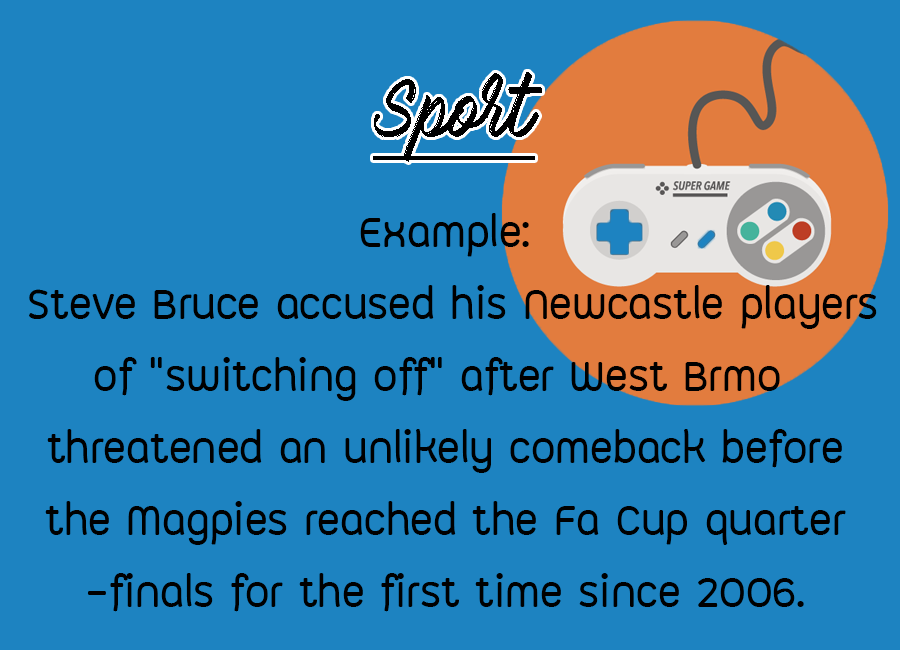 Sport
SUPER GAME
Example:
Steve Bruce accused his Newcastle players
of "switching off" after West Brmo
threatened an unlikely comeback before
the Magpies reached the Fa Cup quarter
-finals for the first time since 2006.